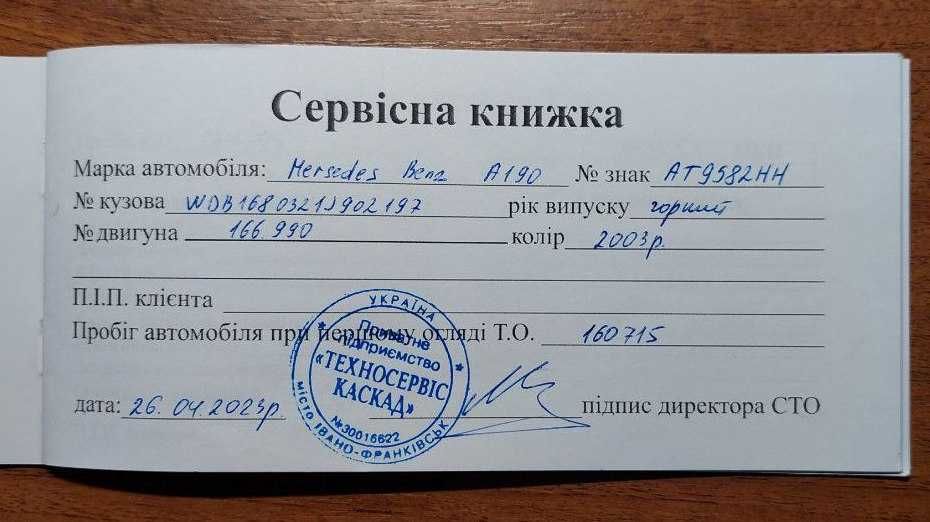 Сервісна книжка
Марка автомобіля: Mersedes Benz A190 № знак AT9582HH
№ кузова WDB1680321J902197 рік випуску чорний
№ двигуна 166.990 колір 2003р.
П.І.П. клієнта
Пробіг автомобіля при першому огляді Т.О. 160715
УКРАЇНА
Приватне
підприємство
«ТЕХНОСЕРВІС
КАСКАД»
№30016622
МІСТО ІВАНО-ФРАНКІВСЬК
дата: 26.04.2023р. підпис директора СТО